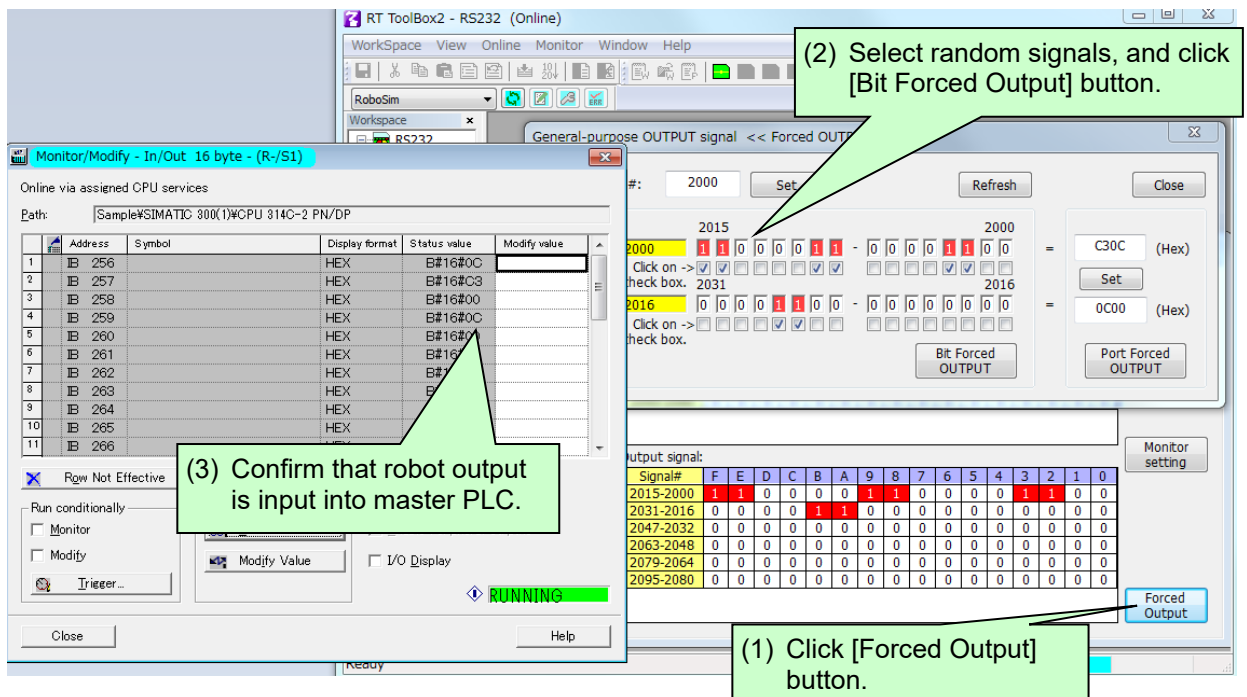 RT ToolBox2 - RS232 (Online)
WorkSpace View Online Monitor Window Help
RoboSim
Workspace x
RS232
(2) Select random signals, and click
[Bit Forced Output] button.
General-purpose OUTPUT signal << Forced
#: 2000 Set Refresh Close
2015 2000
2000 1 1 0 0 0 0 1 1 - 0 0 0 0 1 1 0 0 = C30C (Hex)
Click on ->
check box. 2031 2016
Set
2016 0 0 0 0 1 1 0 0 - 0 0 0 0 0 0 0 0 = 0C00 (Hex)
Click on ->
check box.
Bit Forced
OUTPUT
Port Forced
OUTPUT
Monitor/Modify - In/Out 16 byte - (R-/S1)
Online via assigned CPU services
Path: Sample¥SIMATIC 300(1)¥CPU 314C-2 PN/DP
Address Symbol Display format Status value Modify value
1 IB 256 HEX B#16#0C
2 IB 257 HEX B#16#C3
3 IB 258 HEX B#16#00
4 IB 259 HEX B#16#0C
5 IB 260 HEX
6 IB 261 HEX
7 IB 262 HEX
8 IB 263 HEX
9 IB 264 HEX
10 IB 265 HEX
11 IB 266
Row Not Effective
Run conditionally
Monitor
Modify
Trigger...
Modify Value
I/O Display
RUNNING
Close Help
(3) Confirm that robot output
is input into master PLC.
Output signal:
Monitor
setting
Signal# F E D C B A 9 8 7 6 5 4 3 2 1 0
2015-2000 1 1 0 0 0 0 1 1 0 0 0 0 1 1 0 0
2031-2016 0 0 0 0 1 1 0 0 0 0 0 0 0 0 0 0
2047-2032 0 0 0 0 0 0 0 0 0 0 0 0 0 0 0 0
2063-2048 0 0 0 0 0 0 0 0 0 0 0 0 0 0 0 0
2079-2064 0 0 0 0 0 0 0 0 0 0 0 0 0 0 0 0
2095-2080 0 0 0 0 0 0 0 0 0 0 0 0 0 0 0 0
Forced
Output
(1) Click [Forced Output]
button.
Ready